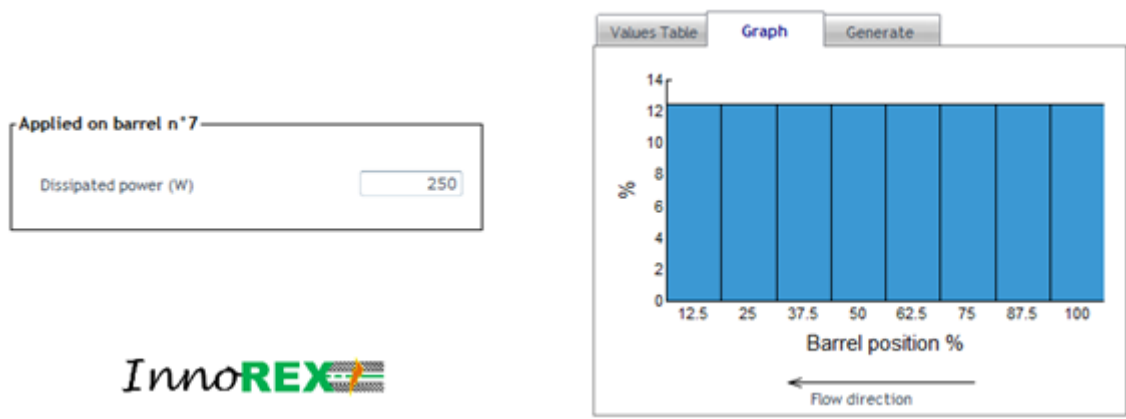 Applied on barrel n°7
Dissipated power (W) 250
InnoREX
Values Table Graph Generate
14
12
10
8
6
4
2
0
%
12.5 25 37.5 50 62.5 75 87.5 100
Barrel position %
Flow direction